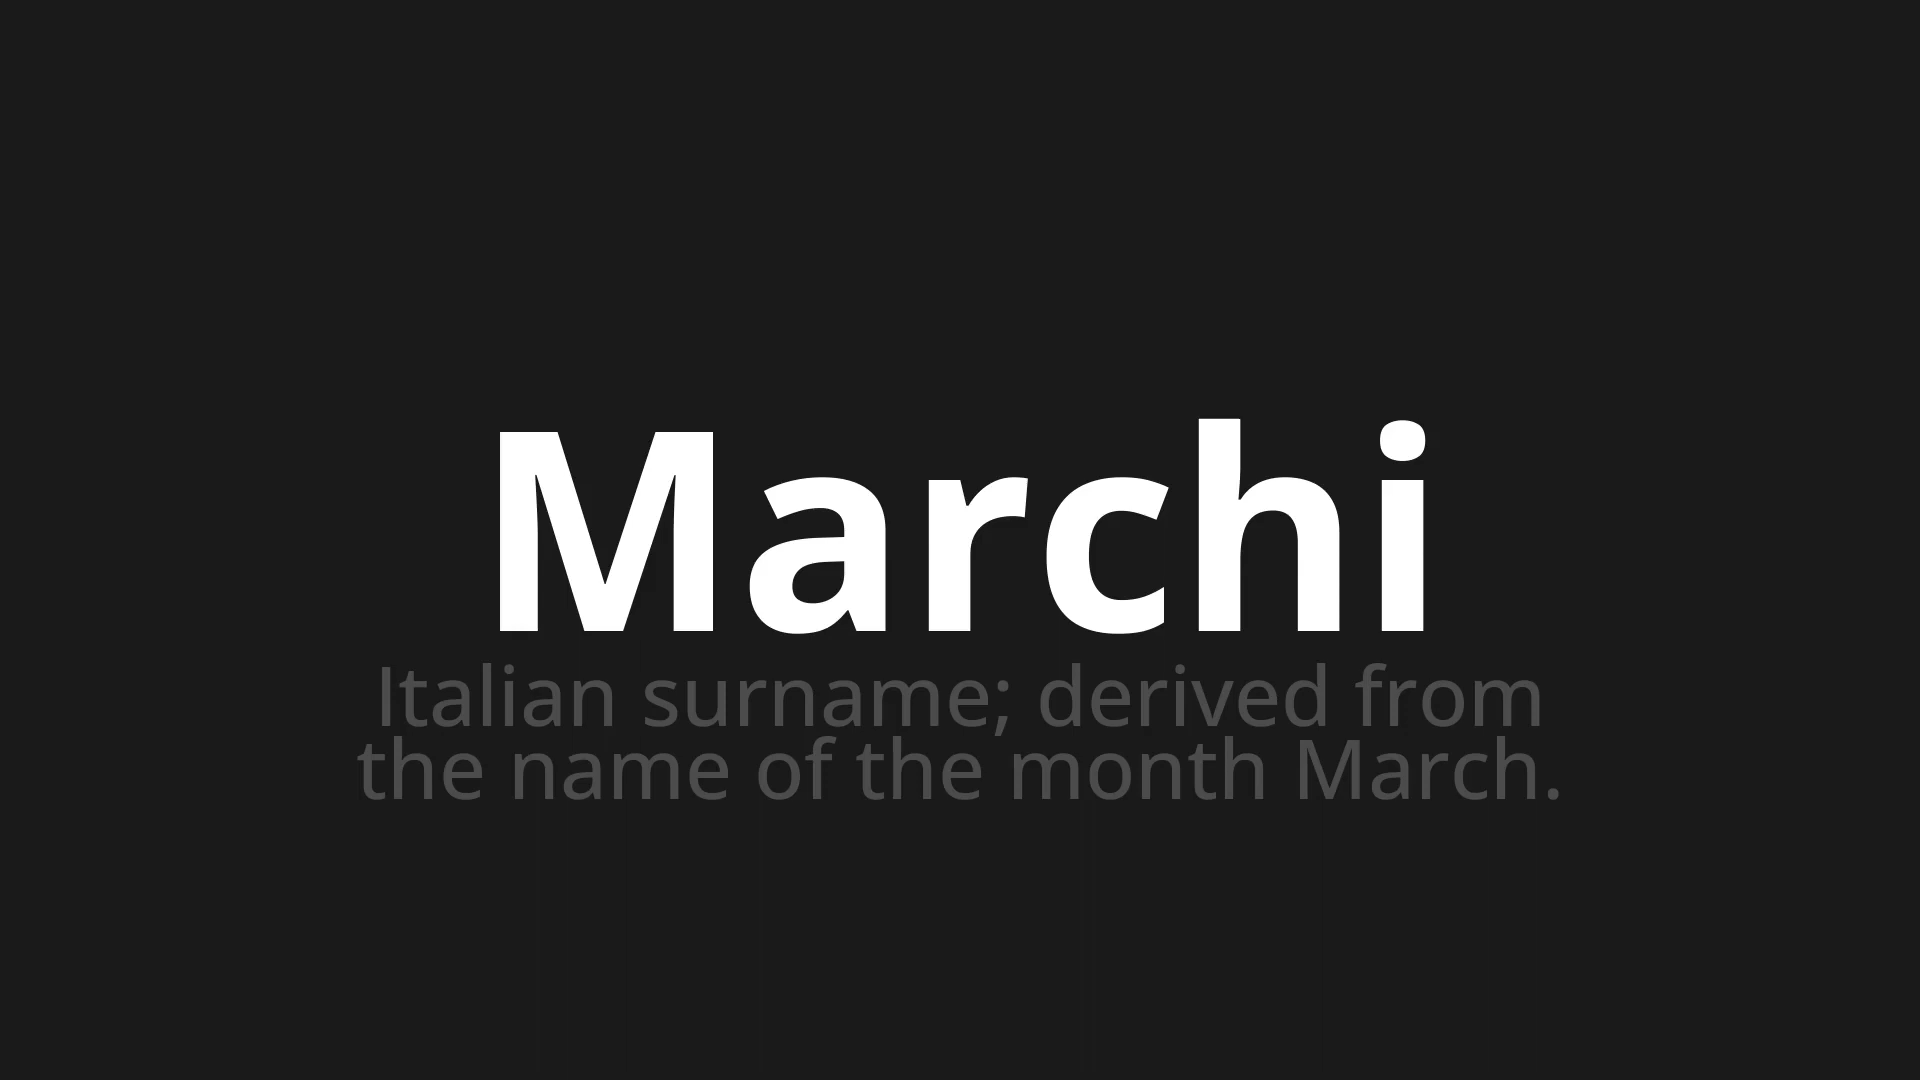 Marchi
Italian surname; derived from
the name of the month March.